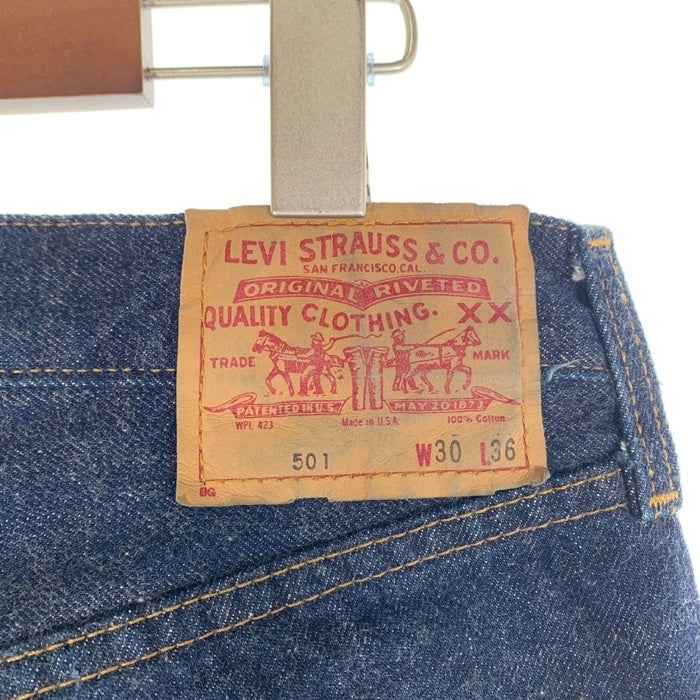 LEVI STRAUSS & CO.
SAN FRANCISCO, CAL.
ORIGINAL RIVETED
QUALITY CLOTHING. XX
TRADE MARK
PATENTED IN U.S. MAY 20 1873
WPL 423 Made in U.S.A. 100% Cotton
501 W30 L36
BG